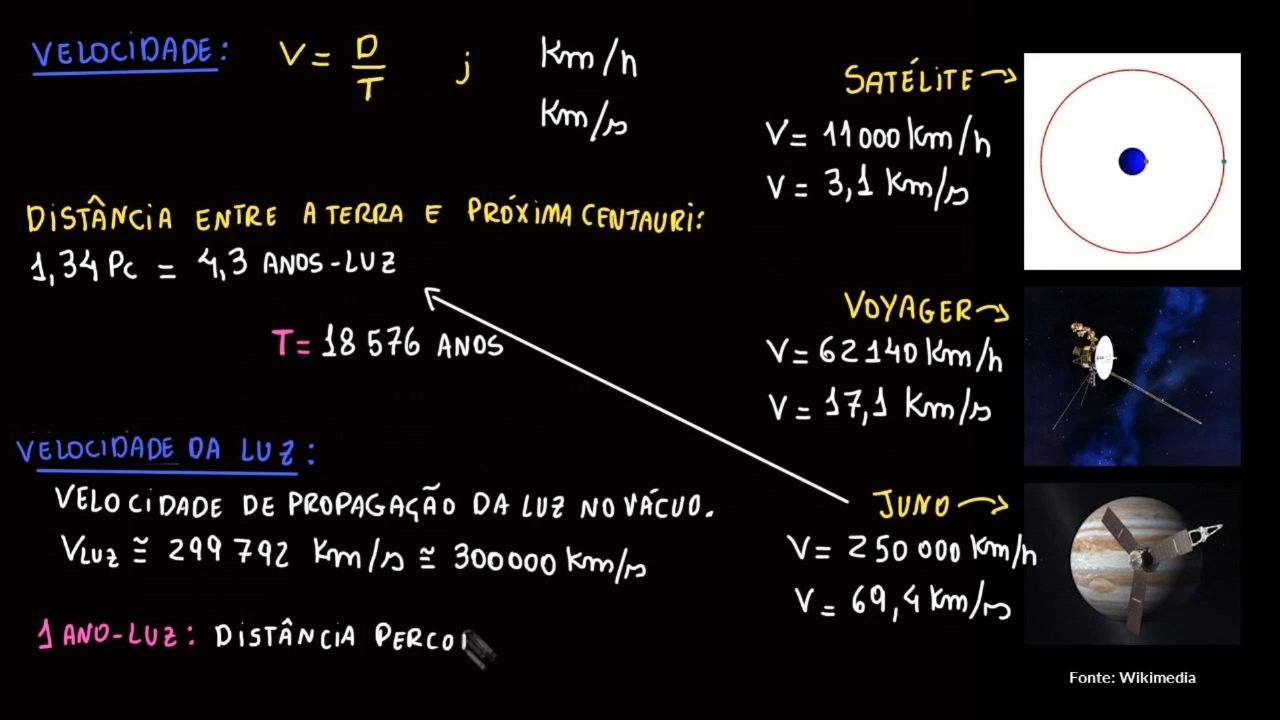 VELOCIDADE: V = D/T ; Km/h
Km/s
DISTÂNCIA ENTRE A TERRA E PRÓXIMA CENTAURI:
1,34 Pc = 4,3 ANOS-LUZ
T= 18 576 ANOS
VELOCIDADE DA LUZ:
VELOCIDADE DE PROPAGAÇÃO DA LUZ NO VÁCUO.
VLUZ ≅ 299 792 Km/s ≅ 300000 Km/s
1 ANO-LUZ: DISTÂNCIA PERCO
SATÉLITE →
V= 11 000 Km/h
V= 3,1 Km/s
VOYAGER →
V= 62 140 Km/h
V= 17,1 Km/s
JUNO →
V= 250 000 Km/h
V= 69,4 Km/s
Fonte: Wikimedia